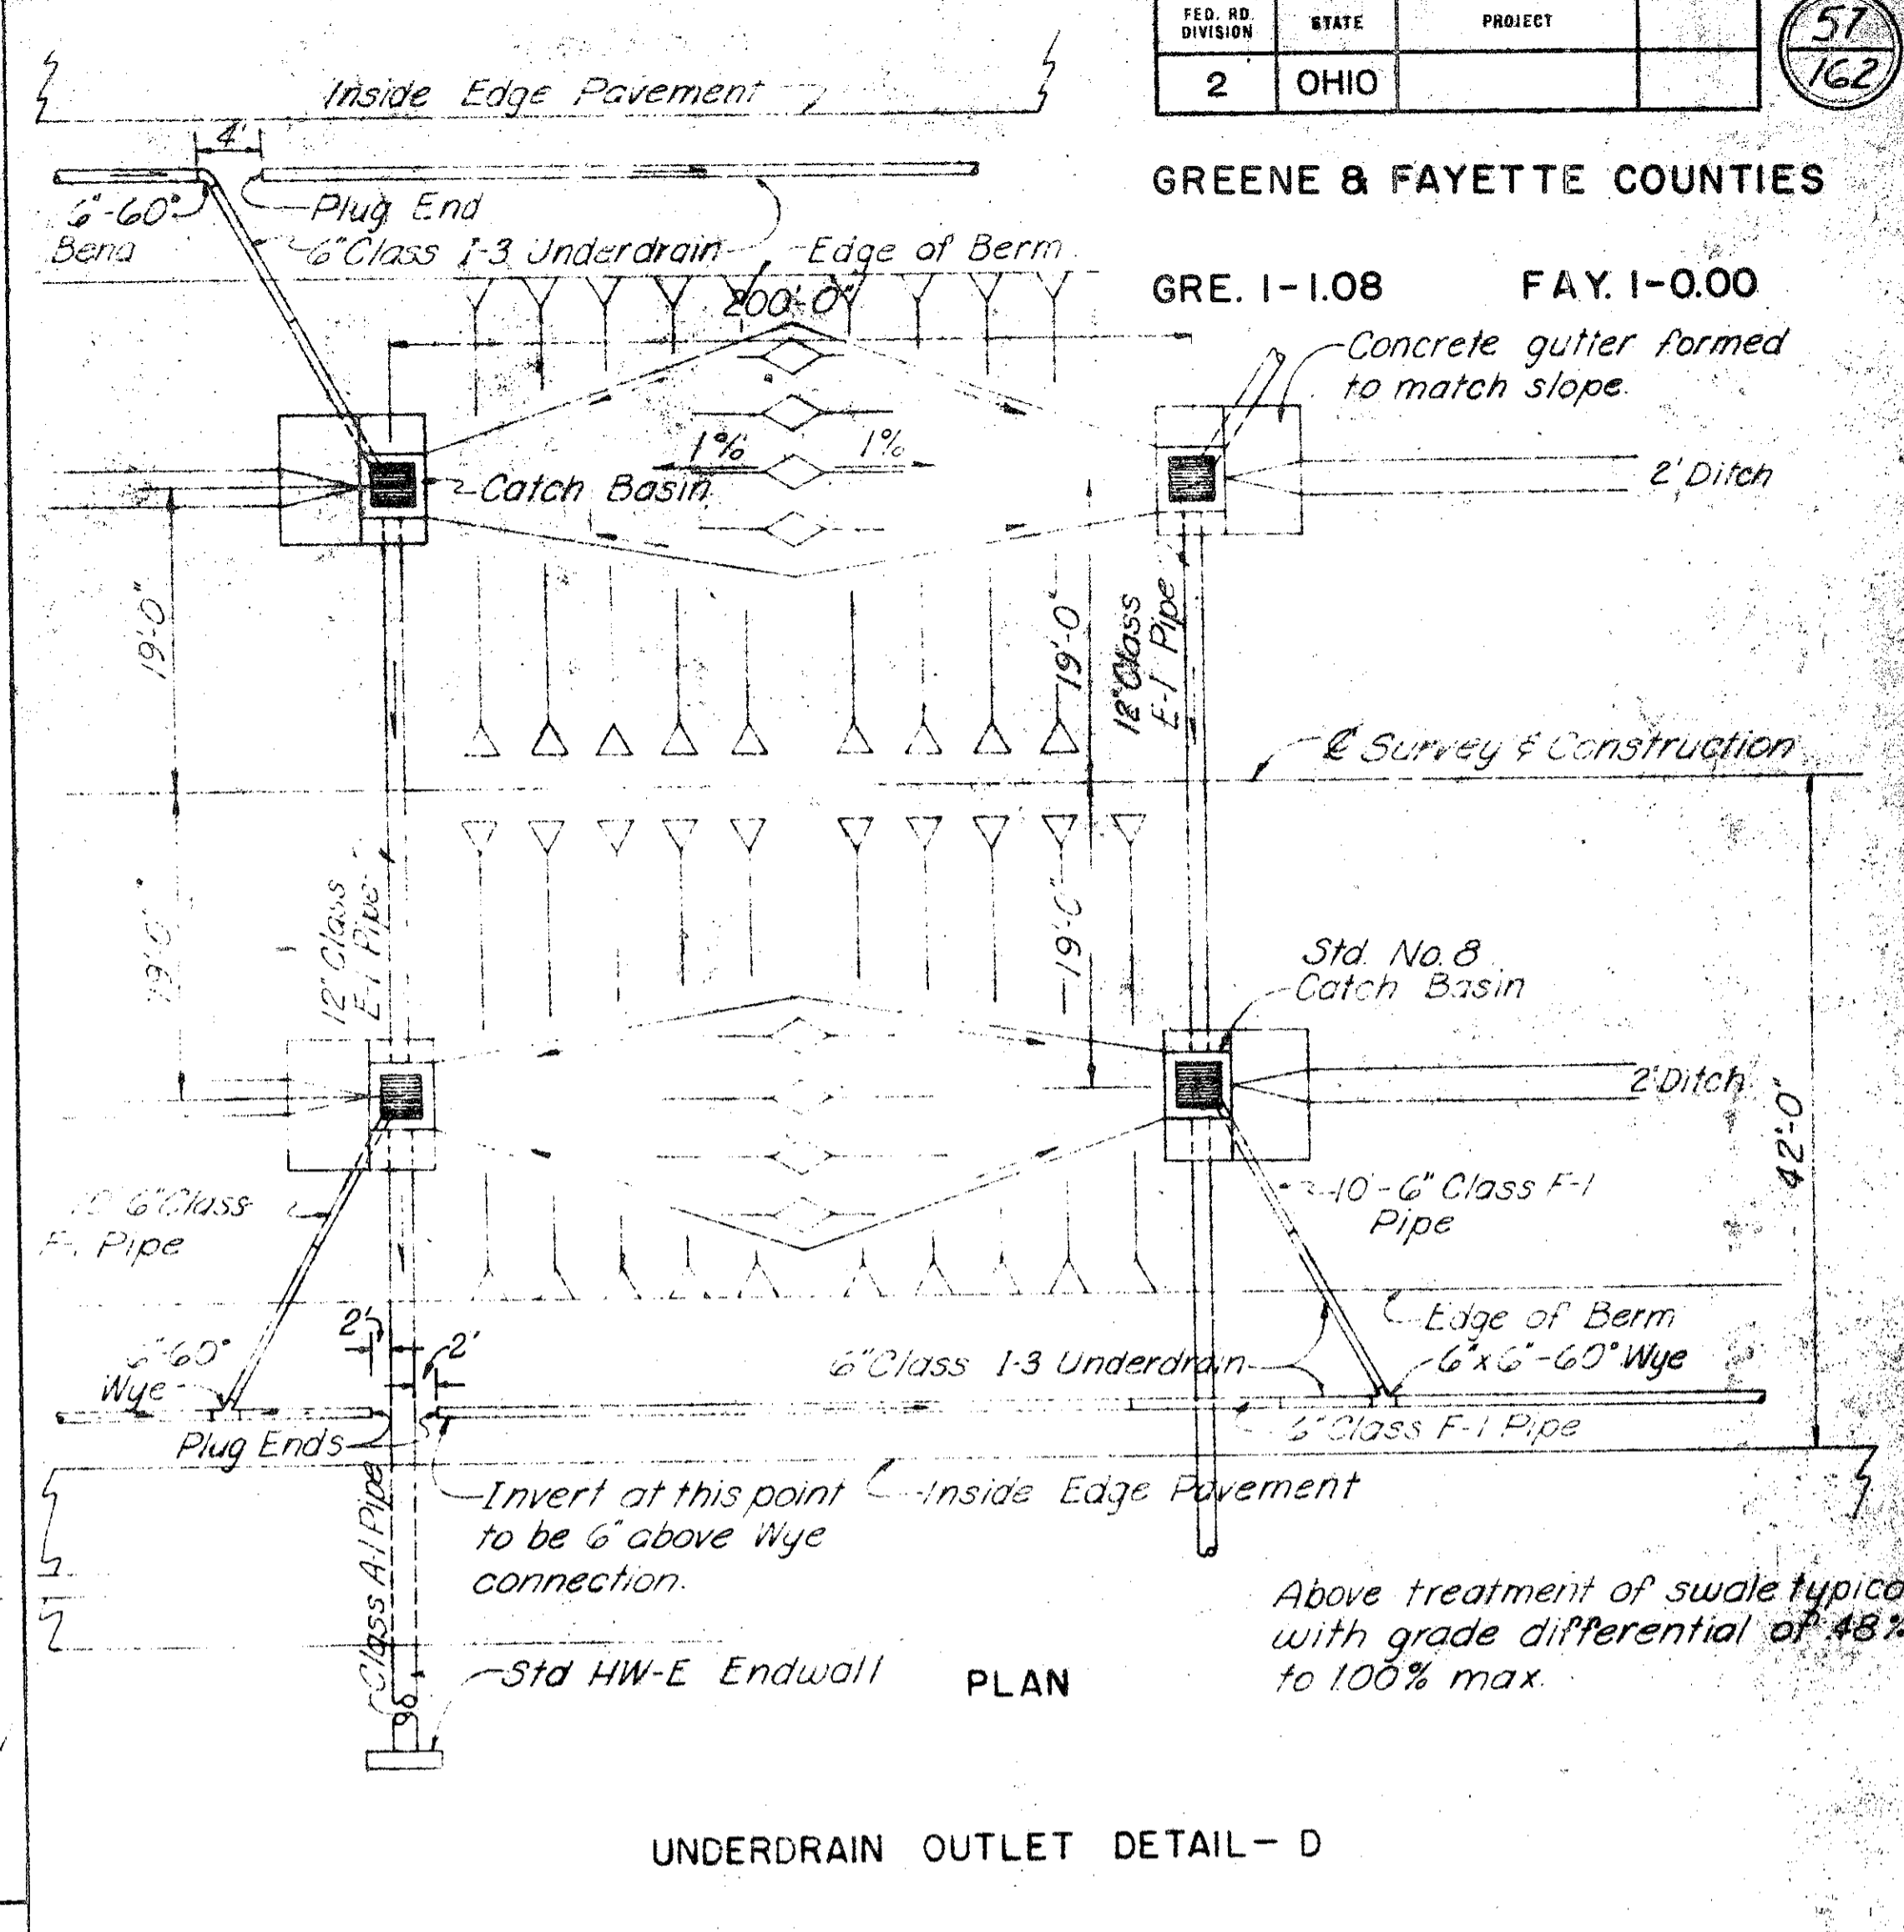 FED. RD. DIVISION
STATE
PROJECT
2
OHIO
57
162
GREENE & FAYETTE COUNTIES
GRE. 1-1.08
FAY. 1-0.00
Inside Edge Pavement
4'
6"-60°
Bend
Plug End
6" Class I-3 Underdrain
Edge of Berm
200'-0"
Concrete gutter formed
to match slope.
1%
1%
Catch Basin
2' Ditch
19'-0"
19'-0"
12" Class
E-1 Pipe
℄ Survey & Construction
19'-0"
12" Class
E-1 Pipe
19'-0"
Std. No. 8
Catch Basin
2' Ditch
42'-0"
10'-6" Class
F-1 Pipe
10'-6" Class F-1
Pipe
2'
2'
6"-60°
Wye
Edge of Berm
6" Class I-3 Underdrain
6"x6"-60° Wye
Plug Ends
6" Class F-1 Pipe
Class A-1 Pipe
Invert at this point
to be 6" above Wye
connection.
Inside Edge Pavement
Above treatment of swale
with grade differential of .48%
to 1.00% max.
Std HW-E Endwall
PLAN
UNDERDRAIN OUTLET DETAIL- D